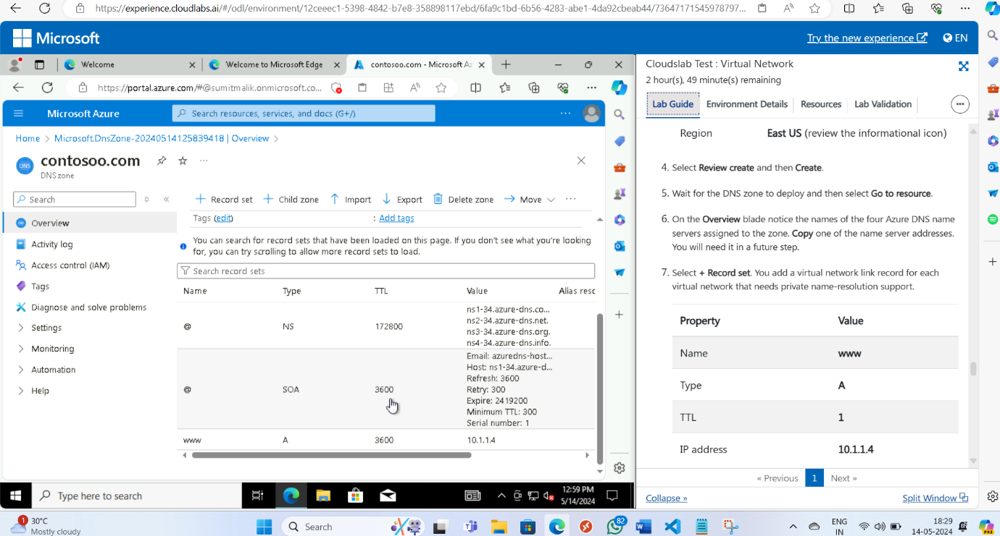 https://experience.cloudlabs.ai/#/odl/environment/12ceeec1-5398-4842-b7e8-358898117ebd/6fa9c1bd-6b56-4283-abe1-4da92cbeab44/73647171545978797...
Microsoft
Try the new experience
EN
Welcome
Welcome to Microsoft Edge
contosoo.com - Microsoft Az
https://portal.azure.com/#@sumitmalik.onmicrosoft.co...
Microsoft Azure
Search resources, services, and docs (G+/)
Home > Microsoft.DnsZone-20240514125839418 | Overview >
DNS
contosoo.com
DNS zone
Search
Overview
Activity log
Access control (IAM)
Tags
Diagnose and solve problems
Settings
Monitoring
Automation
Help
Record set
Child zone
Import
Export
Delete zone
Move
Tags (edit) : Add tags
You can search for record sets that have been loaded on this page. If you don't see what you're looking
for, you can try scrolling to allow more record sets to load.
Search record sets
Name Type TTL Value Alias resc
@ NS 172800
ns1-34.azure-dns.co...
ns2-34.azure-dns.net.
ns3-34.azure-dns.org.
ns4-34.azure-dns.info.
@ SOA 3600
Email: azuredns-host...
Host: ns1-34.azure-d...
Refresh: 3600
Retry: 300
Expire: 2419200
Minimum TTL: 300
Serial number: 1
www A 3600 10.1.1.4
Type here to search
12:59 PM
5/14/2024
Cloudslab Test : Virtual Network
2 hour(s), 49 minute(s) remaining
Lab Guide
Environment Details
Resources
Lab Validation
Region East US (review the informational icon)
4. Select Review create and then Create.
5. Wait for the DNS zone to deploy and then select Go to resource.
6. On the Overview blade notice the names of the four Azure DNS name
servers assigned to the zone. Copy one of the name server addresses.
You will need it in a future step.
7. Select + Record set. You add a virtual network link record for each
virtual network that needs private name-resolution support.
Property Value
Name www
Type A
TTL 1
IP address 10.1.1.4
« Previous 1 Next »
Collapse »
Split Window
1
30°C
Mostly cloudy
Search
82
ENG
IN
18:29
14-05-2024
PRE